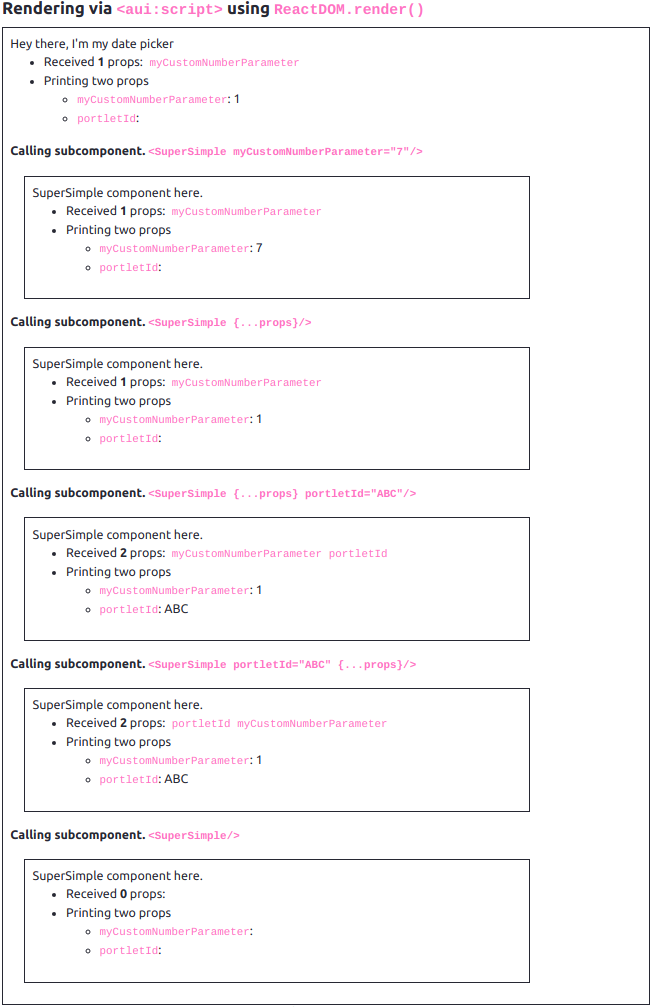 Rendering via <aui:script> using ReactDOM.render()
Hey there, I'm my date picker
Received 1 props: myCustomNumberParameter
Printing two props
myCustomNumberParameter: 1
portletId:
Calling subcomponent. <SuperSimple myCustomNumberParameter="7"/>
SuperSimple component here.
Received 1 props: myCustomNumberParameter
Printing two props
myCustomNumberParameter: 7
portletId:
Calling subcomponent. <SuperSimple {...props}/>
SuperSimple component here.
Received 1 props: myCustomNumberParameter
Printing two props
myCustomNumberParameter: 1
portletId:
Calling subcomponent. <SuperSimple {...props} portletId="ABC"/>
SuperSimple component here.
Received 2 props: myCustomNumberParameter portletId
Printing two props
myCustomNumberParameter: 1
portletId: ABC
Calling subcomponent. <SuperSimple portletId="ABC" {...props}/>
SuperSimple component here.
Received 2 props: portletId myCustomNumberParameter
Printing two props
myCustomNumberParameter: 1
portletId: ABC
Calling subcomponent. <SuperSimple/>
SuperSimple component here.
Received 0 props:
Printing two props
myCustomNumberParameter:
portletId: